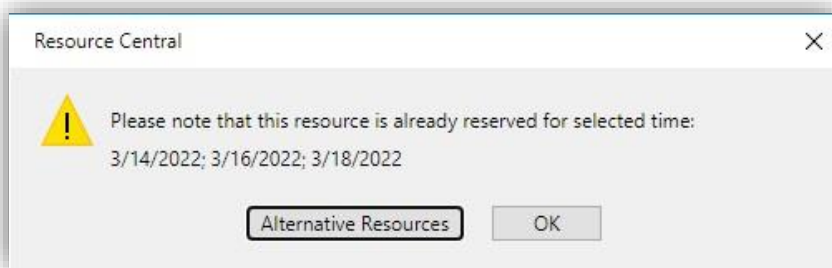 Resource Central
Please note that this resource is already reserved for selected time:
3/14/2022; 3/16/2022; 3/18/2022
Alternative Resources OK